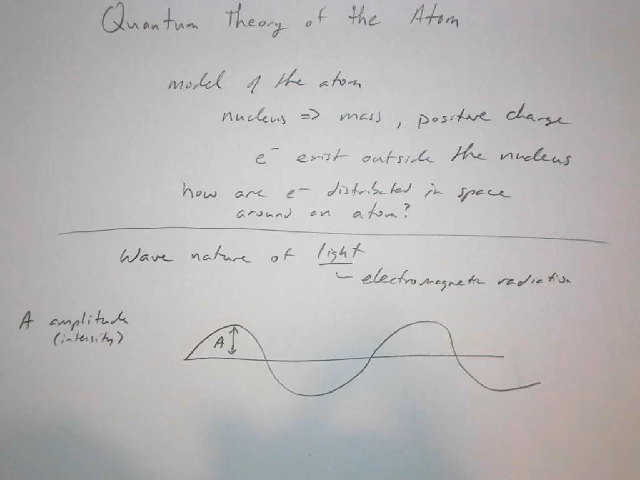 Quantum Theory of the Atom
model of the atom
nucleus => mass, positive charge
e⁻ exist outside the nucleus
how are e⁻ distributed in space
around an atom?
Wave nature of light
electromagnetic radiation
A amplitude
(intensity)
A